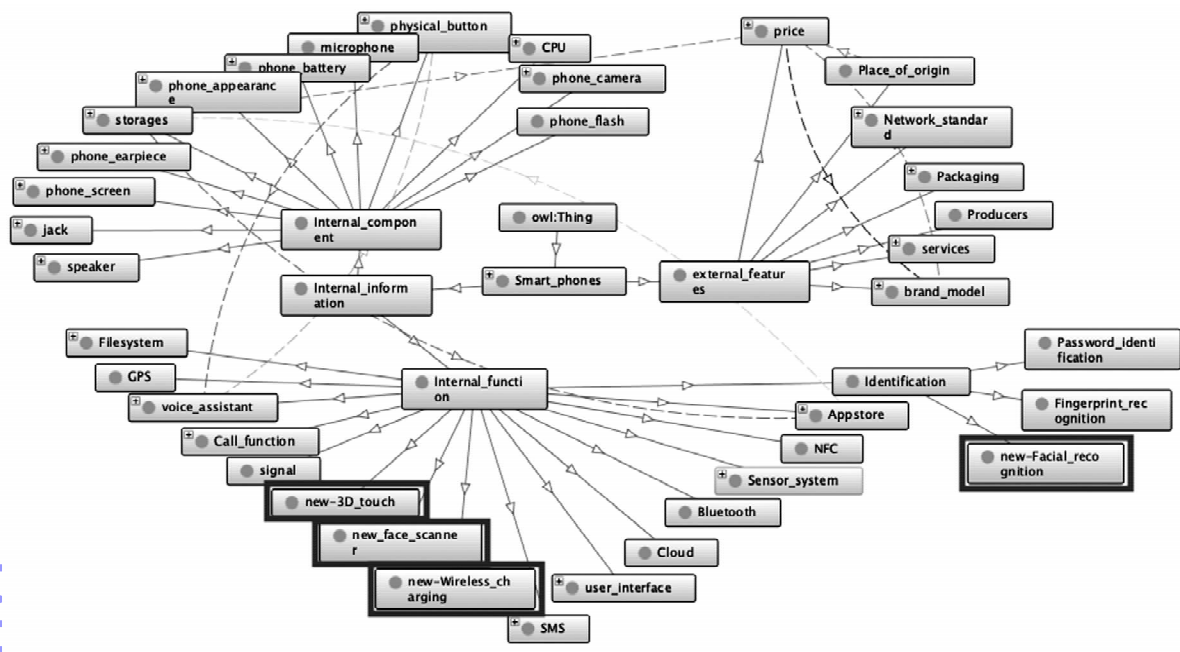 physical_button
microphone
CPU
phone_battery
phone_camera
phone_appearanc
e
storages
phone_flash
phone_earpiece
phone_screen
jack
speaker
Internal_compon
ent
Internal_inform
ation
owl:Thing
Smart_phones
external_featur
es
price
Place_of_origin
Network_standar
d
Packaging
Producers
services
brand_model
Filesystem
GPS
voice_assistant
Call_function
signal
new-3D_touch
new_face_scanne
r
new-Wireless_ch
arging
SMS
user_interface
Cloud
Bluetooth
Sensor_system
NFC
Appstore
Internal_functi
on
Identification
Password_identi
fication
Fingerprint_rec
ognition
new-Facial_reco
gnition